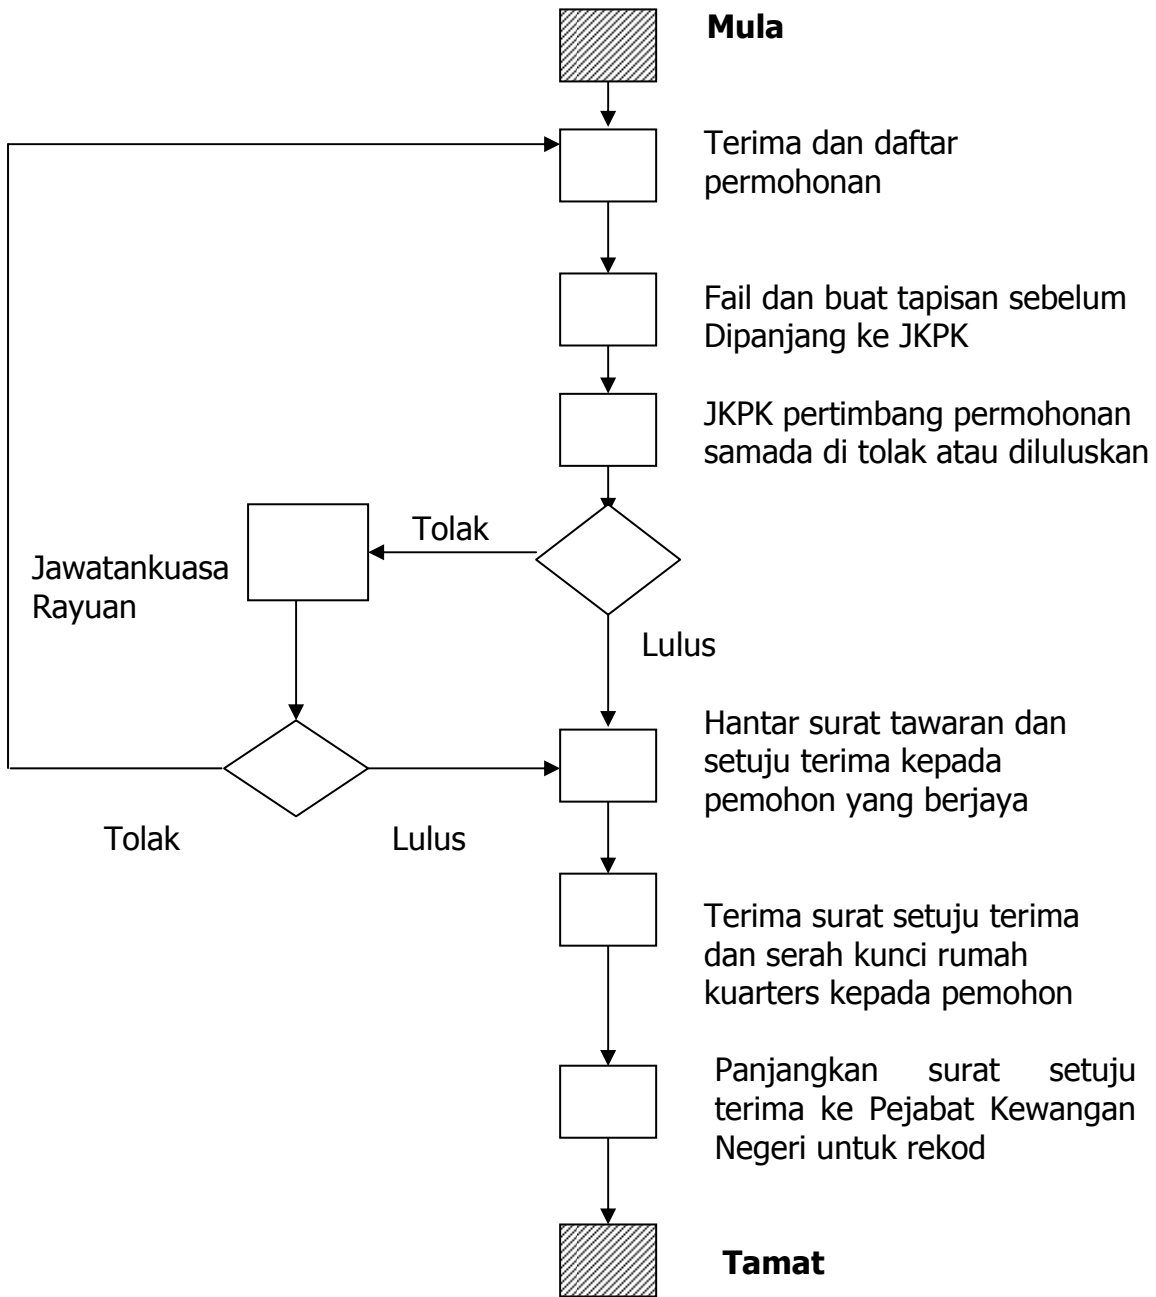 Mula
Terima dan daftar
permohonan
Fail dan buat tapisan sebelum
Dipanjang ke JKPK
JKPK pertimbang permohonan
samada di tolak atau diluluskan
Tolak
Jawatankuasa
Rayuan
Lulus
Hantar surat tawaran dan
setuju terima kepada
pemohon yang berjaya
Tolak
Lulus
Terima surat setuju terima
dan serah kunci rumah
kuarters kepada pemohon
Panjangkan surat setuju
terima ke Pejabat Kewangan
Negeri untuk rekod
Tamat